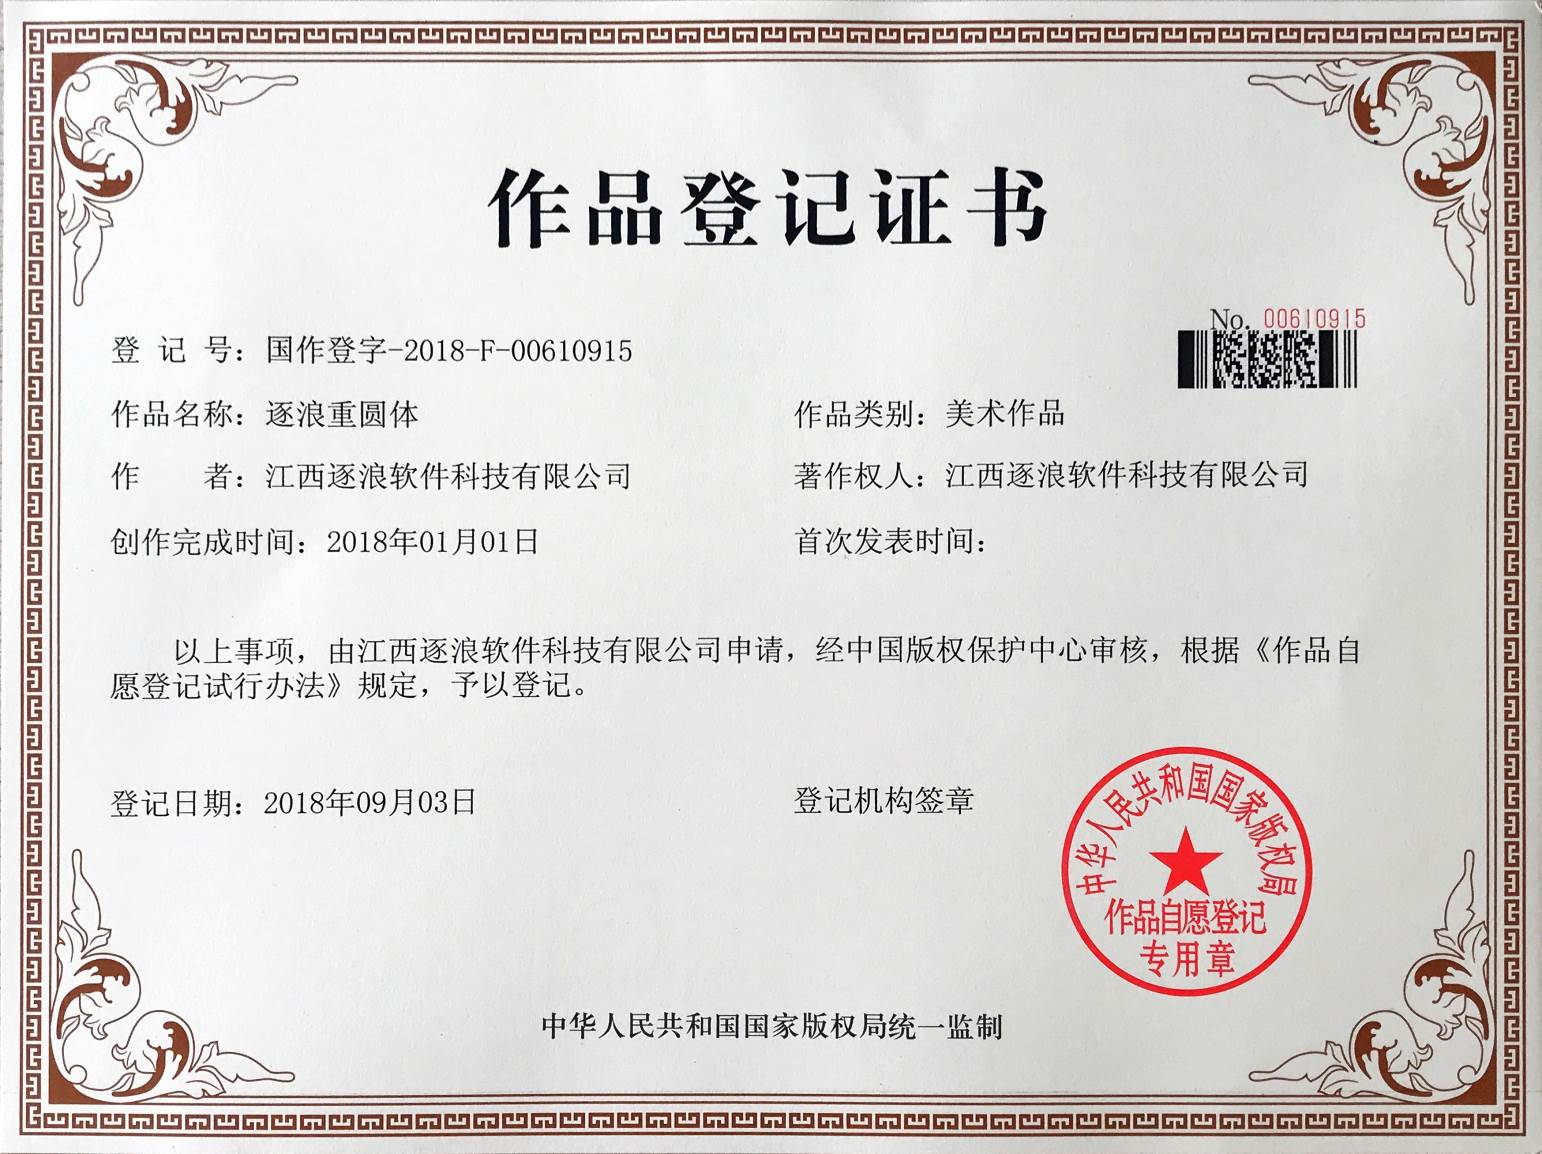 作品登记证书
No. 00610915
登 记 号：国作登字-2018-F-00610915
作品名称：逐浪重圆体
作品类别：美术作品
作　　者：江西逐浪软件科技有限公司
著作权人：江西逐浪软件科技有限公司
创作完成时间：2018年01月01日
首次发表时间：
以上事项，由江西逐浪软件科技有限公司申请，经中国版权保护中心审核，根据《作品自
愿登记试行办法》规定，予以登记。
登记日期：2018年09月03日
登记机构签章
中华人民共和国国家版权局
作品自愿登记
专用章
中华人民共和国国家版权局统一监制